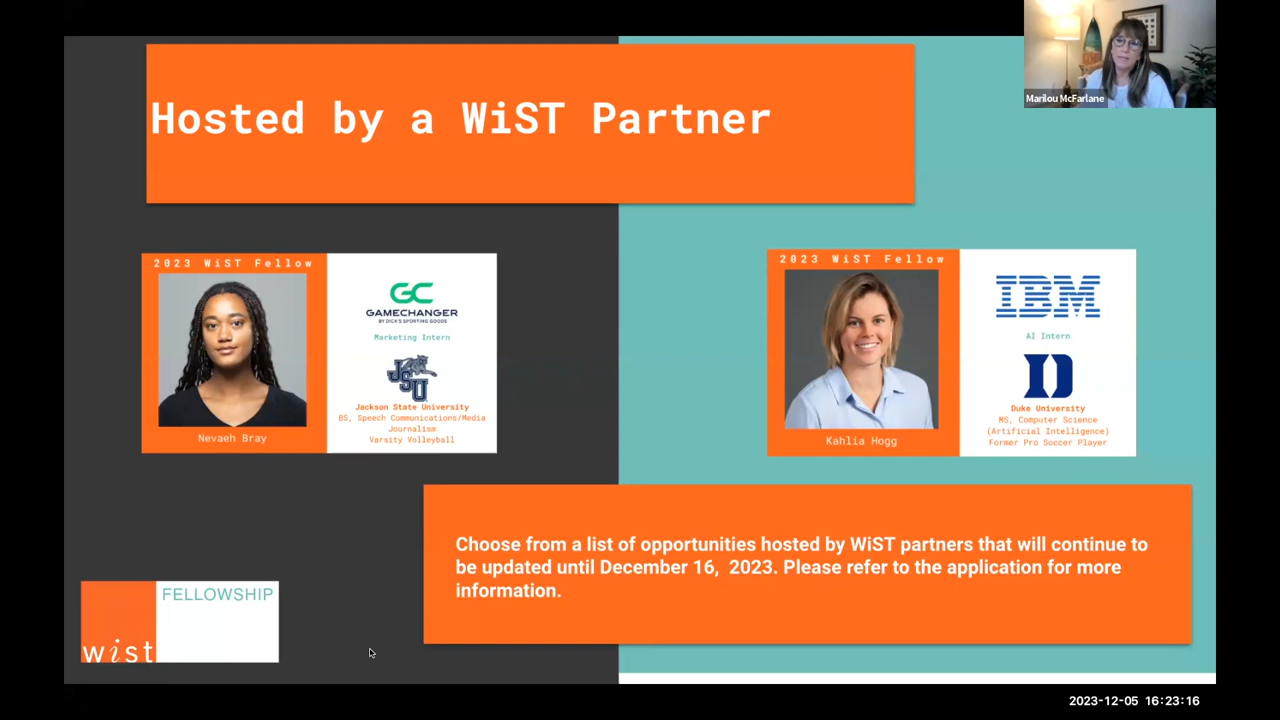 Marilou McFarlane
Hosted by a WiST Partner
2023 WiST Fellow
Nevaeh Bray
GC
GAMECHANGER
BY DICK'S SPORTING GOODS
Marketing Intern
JSU
Jackson State University
BS, Speech Communications/Media
Journalism
Varsity Volleyball
2023 WiST Fellow
Kahlia Hogg
IBM
AI Intern
D
Duke University
MS, Computer Science
(Artificial Intelligence)
Former Pro Soccer Player
Choose from a list of opportunities hosted by WiST partners that will continue to
be updated until December 16,  2023. Please refer to the application for more
information.
FELLOWSHIP
wist
2023-12-05 16:23:16